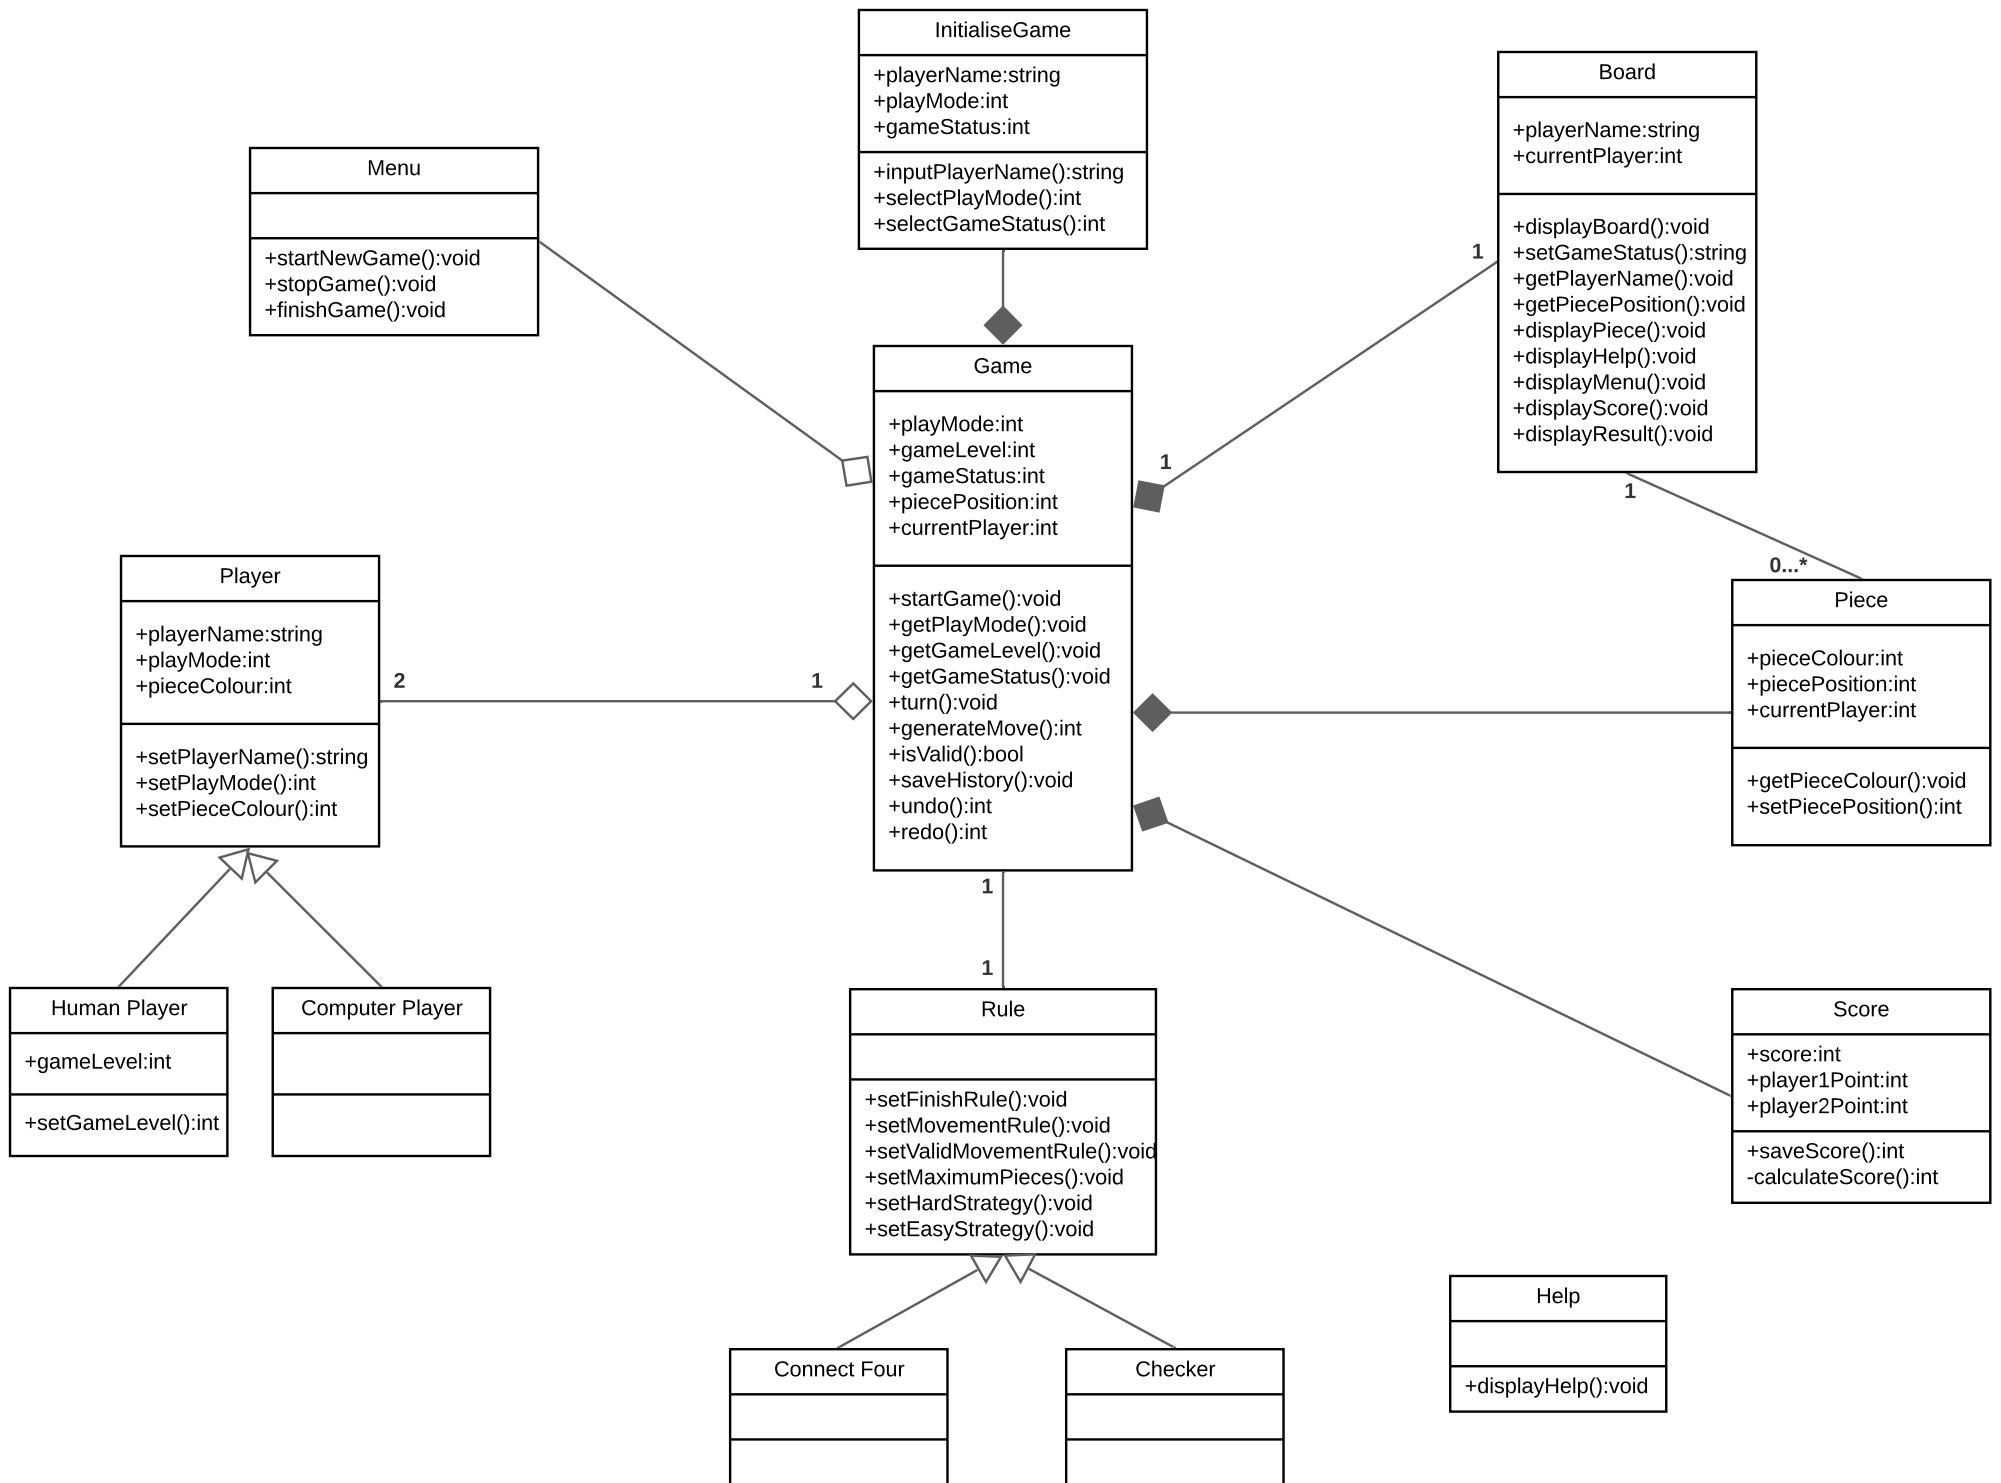 InitialiseGame
+playerName:string
+playMode:int
+gameStatus:int
+inputPlayerName():string
+selectPlayMode():int
+selectGameStatus():int
Board
+playerName:string
+currentPlayer:int
+displayBoard():void
+setGameStatus():string
+getPlayerName():void
+getPiecePosition():void
+displayPiece():void
+displayHelp():void
+displayMenu():void
+displayScore():void
+displayResult():void
Menu
+startNewGame():void
+stopGame():void
+finishGame():void
1
1
1
0...*
Game
+playMode:int
+gameLevel:int
+gameStatus:int
+piecePosition:int
+currentPlayer:int
+startGame():void
+getPlayMode():void
+getGameLevel():void
+getGameStatus():void
+turn():void
+generateMove():int
+isValid():bool
+saveHistory():void
+undo():int
+redo():int
Player
+playerName:string
+playMode:int
+pieceColour:int
+setPlayerName():string
+setPlayMode():int
+setPieceColour():int
2
1
Piece
+pieceColour:int
+piecePosition:int
+currentPlayer:int
+getPieceColour():void
+setPiecePosition():int
1
1
Human Player
+gameLevel:int
+setGameLevel():int
Computer Player
Rule
+setFinishRule():void
+setMovementRule():void
+setValidMovementRule():void
+setMaximumPieces():void
+setHardStrategy():void
+setEasyStrategy():void
Score
+score:int
+player1Point:int
+player2Point:int
+saveScore():int
-calculateScore():int
Help
+displayHelp():void
Connect Four
Checker